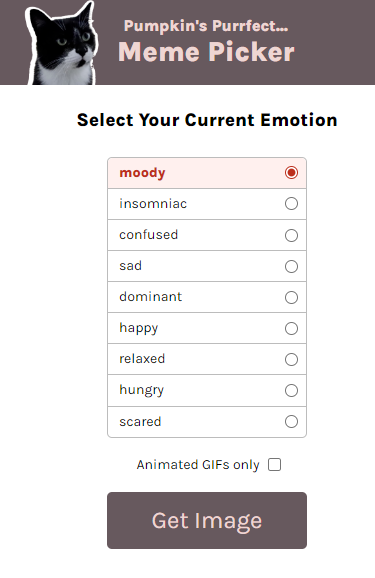 Pumpkin's Purrfect...
Meme Picker
Select Your Current Emotion
moody
insomniac
confused
sad
dominant
happy
relaxed
hungry
scared
Animated GIFs only
Get Image